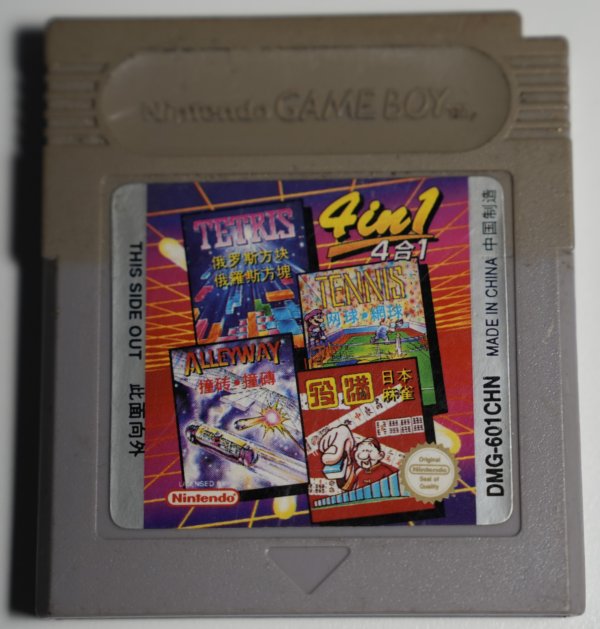 Nintendo GAME BOY
THIS SIDE OUT 此面向外
TETRIS
俄罗斯方块
俄羅斯方塊
4 in 1
4合1
TENNIS
网球·網球
ALLEYWAY
撞砖·撞磚
役满
日本
麻雀
LICENSED BY
Nintendo
Original
Nintendo
Seal of
Quality
DMG-601CHN MADE IN CHINA 中国制造